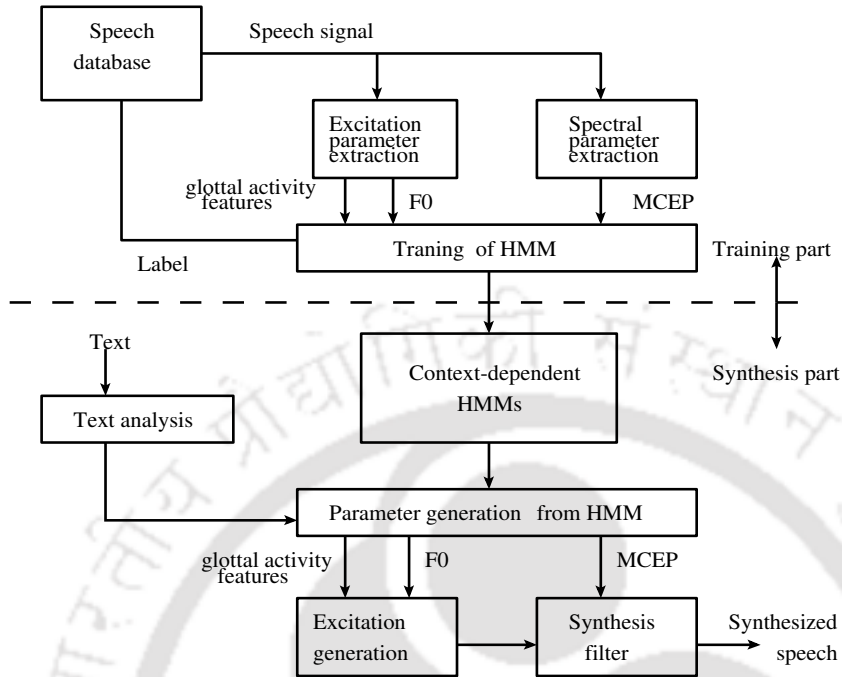 Speech
database
Speech signal
Excitation
parameter
extraction
Spectral
parameter
extraction
glottal activity
features
F0
MCEP
Traning of HMM
Label
Training part
Synthesis part
Text
Text analysis
Context-dependent
HMMs
Parameter generation from HMM
glottal activity
features
F0
MCEP
Excitation
generation
Synthesis
filter
Synthesized
speech